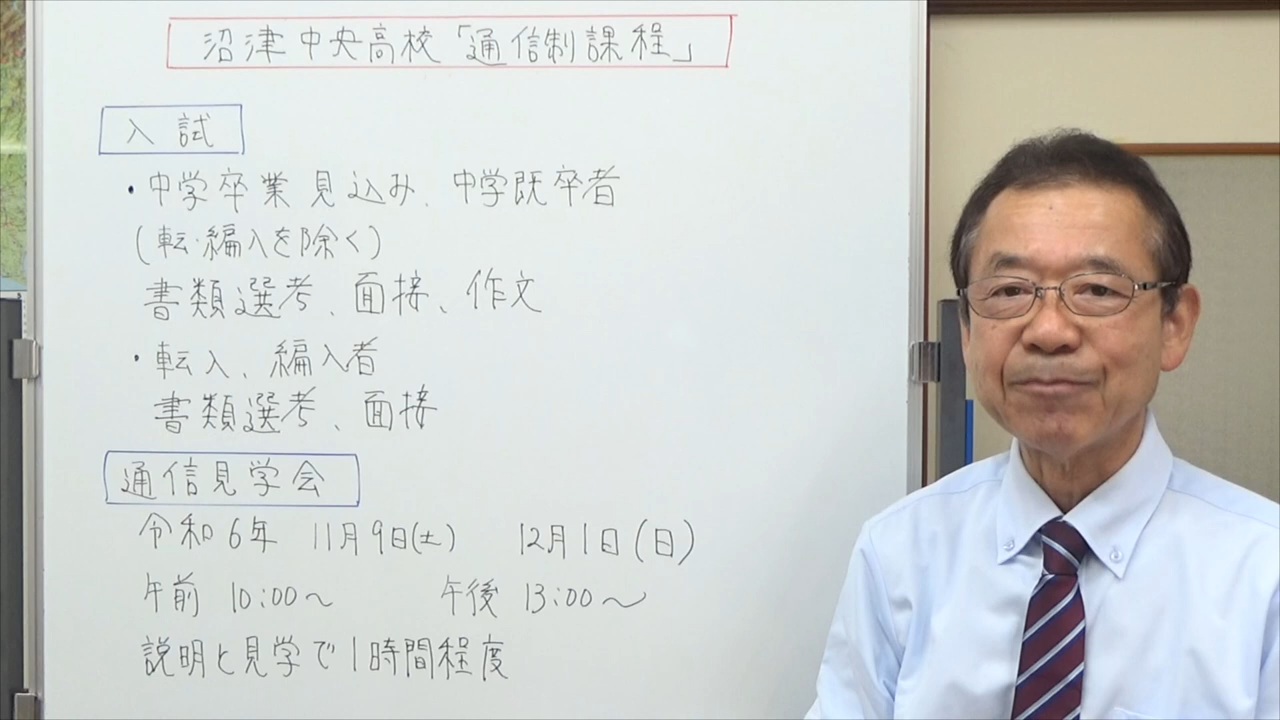 沼津中央高校「通信制課程」
入試
・中学卒業見込み、中学既卒者
(転・編入を除く)
書類選考、面接、作文
・転入、編入者
書類選考、面接
通信見学会
令和6年 11月9日(土) 12月1日(日)
午前 10:00〜 午後 13:00〜
説明と見学で1時間程度